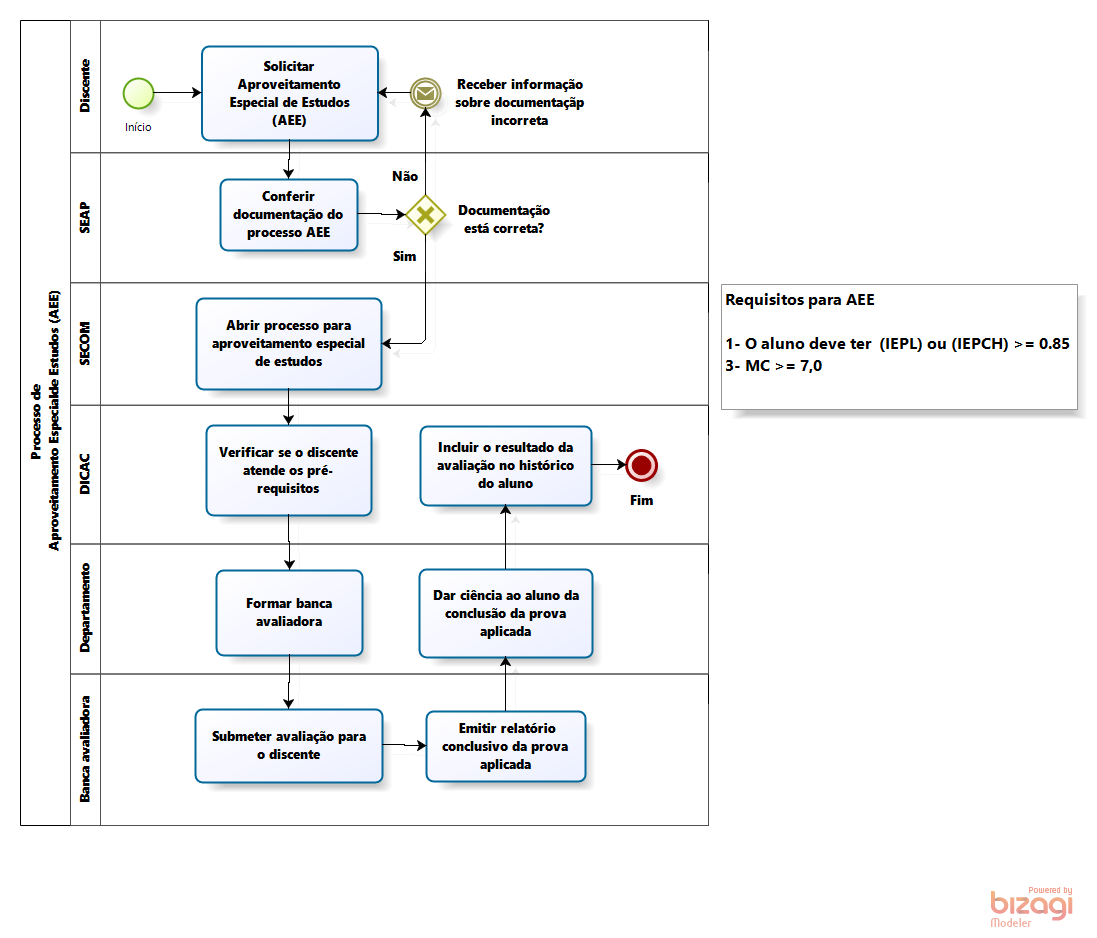 Processo de
Aproveitamento Especialde Estudos (AEE)
Discente
Início
Solicitar
Aproveitamento
Especial de Estudos
(AEE)
Receber informação
sobre documentaçãp
incorreta
SEAP
Conferir
documentação do
processo AEE
Não
Documentação
está correta?
Sim
SECOM
Abrir processo para
aproveitamento especial
de estudos
DICAC
Verificar se o discente
atende os pré-
requisitos
Incluir o resultado da
avaliação no histórico
do aluno
Fim
Departamento
Formar banca
avaliadora
Dar ciência ao aluno da
conclusão da prova
aplicada
Banca avaliadora
Submeter avaliação para
o discente
Emitir relatório
conclusivo da prova
aplicada
Requisitos para AEE
1- O aluno deve ter  (IEPL) ou (IEPCH) >= 0.85
3- MC >= 7,0
Powered by
bizagi
Modeler